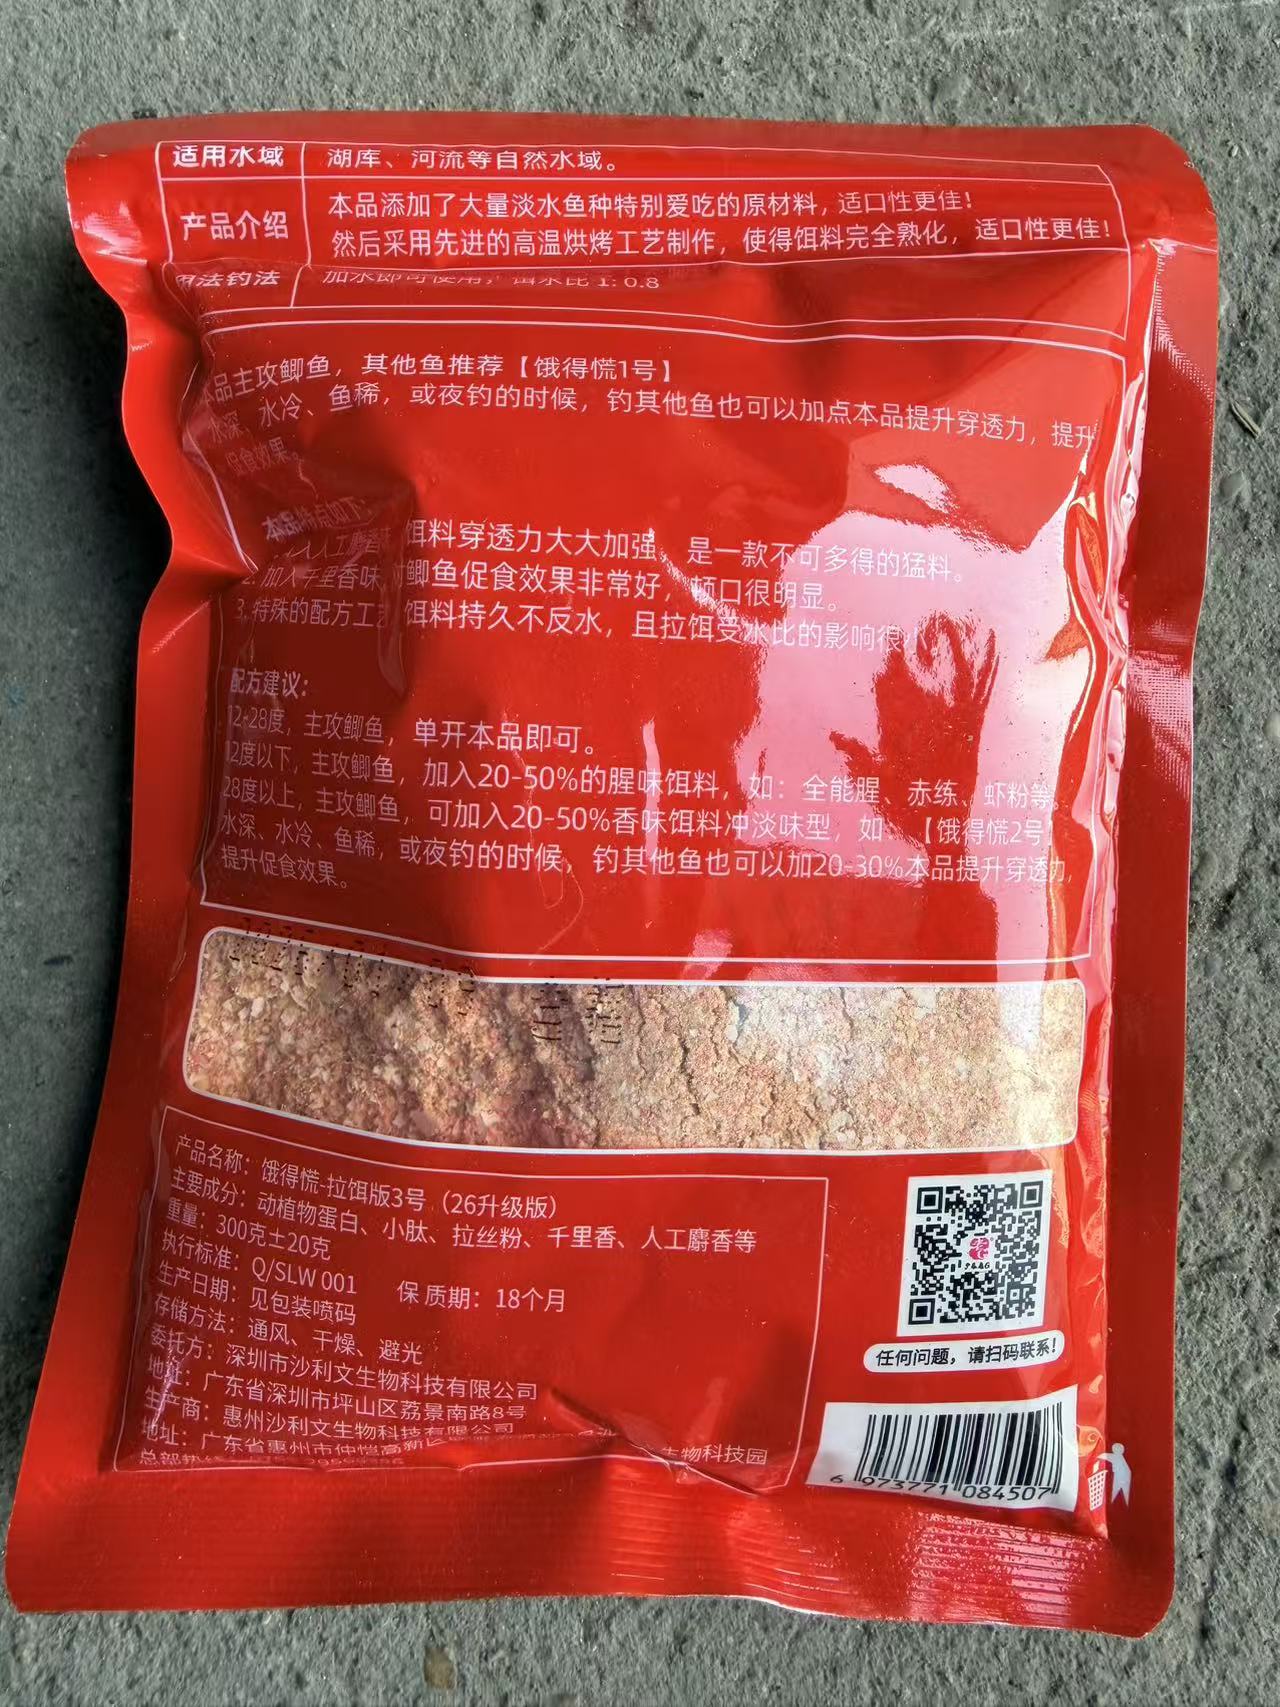 适用水域 湖库、河流等自然水域。
产品介绍 本品添加了大量淡水鱼种特别爱吃的原材料，适口性更佳！
然后采用先进的高温烘烤工艺制作，使得饵料完全熟化，适口性更佳！
用法钓法 加水即可使用，饵水比 1: 0.8
本品主攻鲫鱼，其他鱼推荐【饿得慌1号】
水深、水冷、鱼稀，或夜钓的时候，钓其他鱼也可以加点本品提升穿透力，提升
促食效果。
本品特点如下：
人工麝香 饵料穿透力大大加强，是一款不可多得的猛料。
2. 加入千里香味 对鲫鱼促食效果非常好，顿口很明显。
3. 特殊的配方工艺 饵料持久不反水，且拉饵受水比的影响很小
配方建议：
12-28度，主攻鲫鱼，单开本品即可。
12度以下，主攻鲫鱼，加入20-50%的腥味饵料，如：全能腥、赤练、虾粉等。
28度以上，主攻鲫鱼，可加入20-50%香味饵料冲淡味型，如 【饿得慌2号】
水深、水冷、鱼稀，或夜钓的时候，钓其他鱼也可以加20-30%本品提升穿透力，
提升促食效果。
产品名称：饿得慌-拉饵版3号（26升级版）
主要成分：动植物蛋白、小肽、拉丝粉、千里香、人工麝香等
重量：300克±20克
执行标准：Q/SLW 001 保质期：18个月
生产日期：见包装喷码
存储方法：通风、干燥、避光
委托方：深圳市沙利文生物科技有限公司
地址：广东省深圳市坪山区荔景南路8号
生产商：惠州沙利文生物科技有限公司
地址：广东省惠州市仲恺高新区 生物科技园
总部热线：
任何问题，请扫码联系！
6 973771 084507